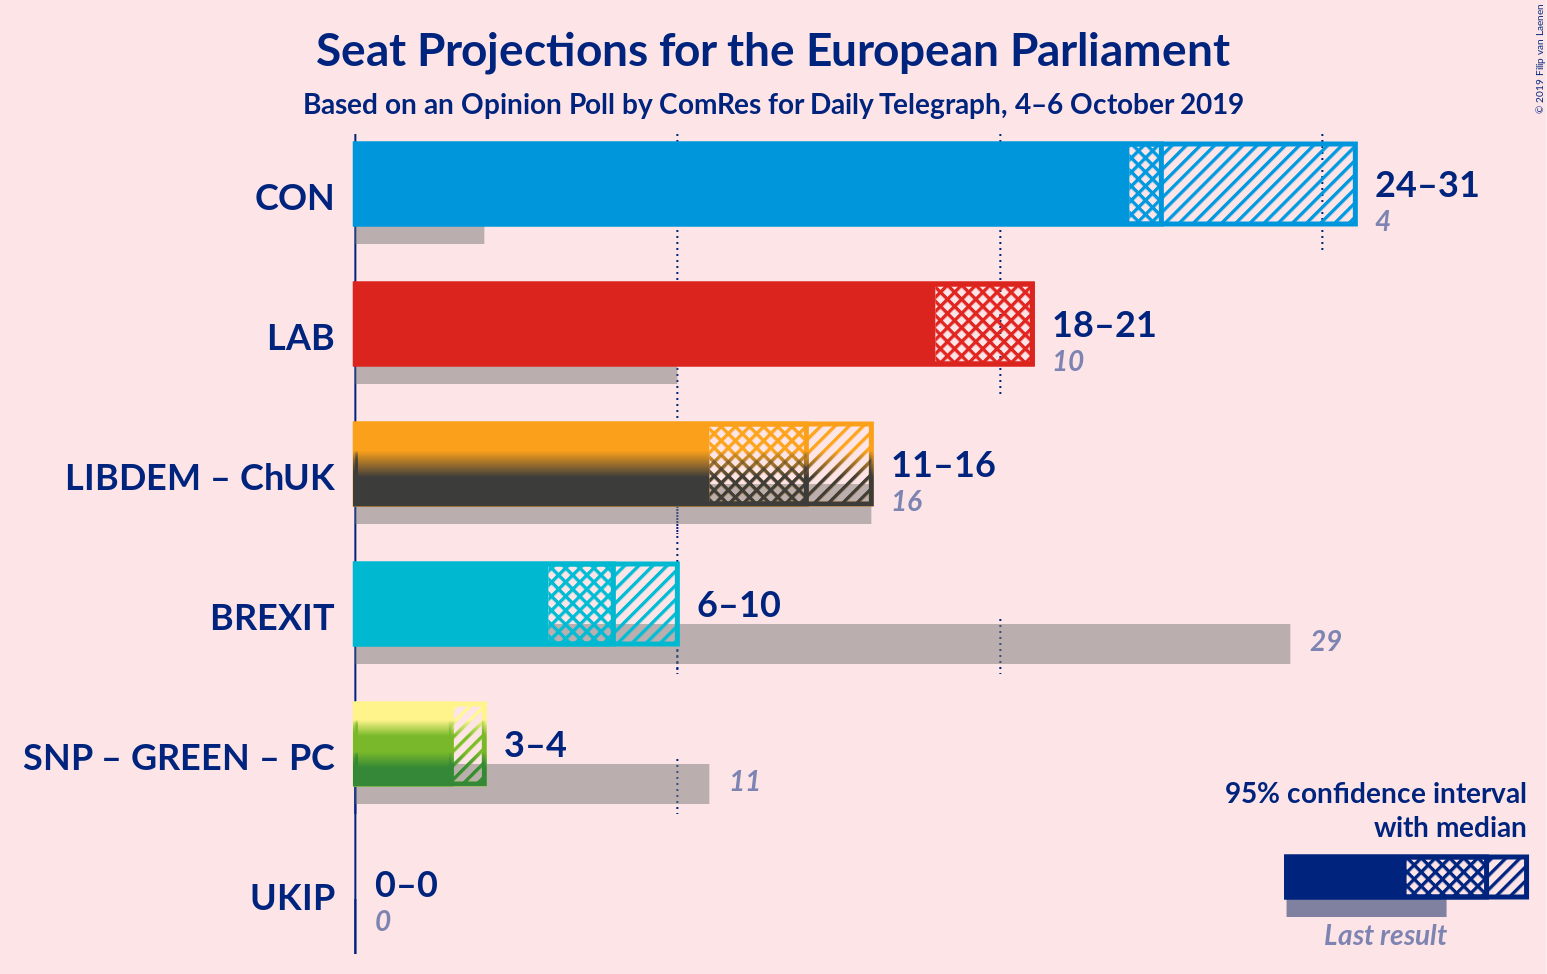 Seat Projections for the European Parliament
Based on an Opinion Poll by ComRes for Daily Telegraph, 4–6 October 2019
© 2019 Filip van Laenen
CON
24–31
4
LAB
18–21
10
LIBDEM – ChUK
11–16
16
BREXIT
6–10
29
SNP – GREEN – PC
3–4
11
UKIP
0–0
0
95% confidence interval
with median
Last result